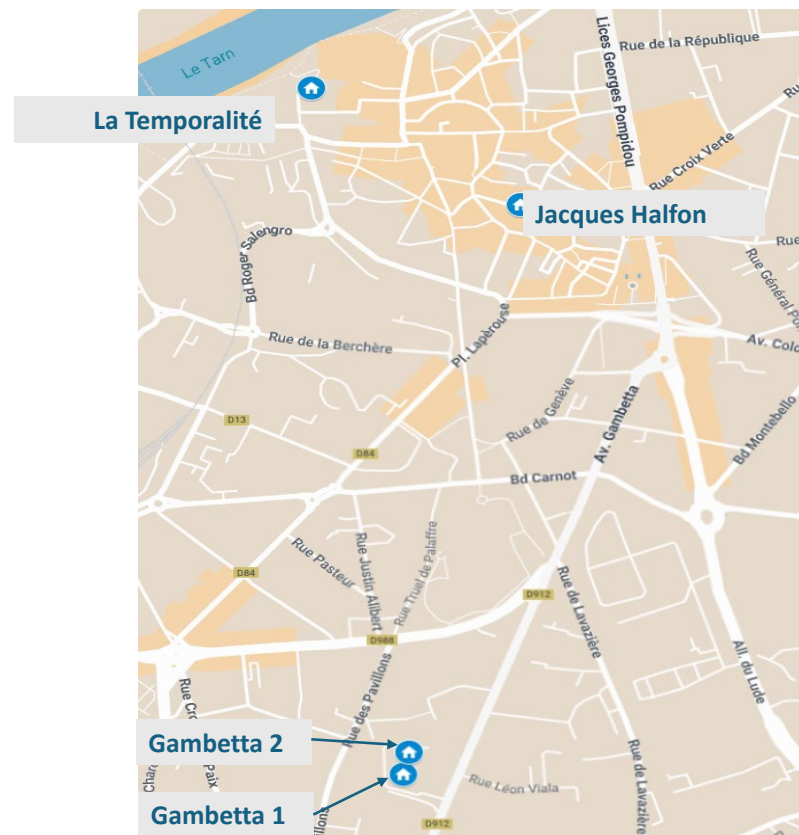 Le Tarn
Lices Georges Pompidou
Rue de la République
La Temporalité
Rue Croix Verte
Jacques Halfon
Bd Roger Salengro
Rue
Rue Général
Rue de la Berchère
Pl. Lapèrouse
Av. Gambetta
Rue de Genève
Bd Montebello
D13
D84
Bd Carnot
Rue Pasteur
Rue Justin Alibert
Rue Truel de Palaffre
D84
D912
Rue de Lavazière
D988
All. du Lude
Rue des Pavillons
Gambetta 2
Rue de Lavazière
Rue Léon Viala
Gambetta 1
D912